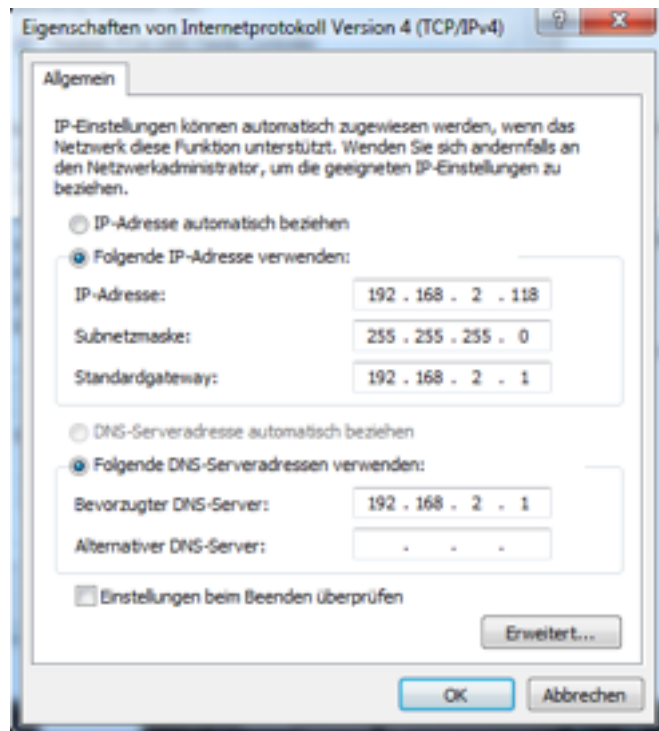 Eigenschaften von Internetprotokoll Version 4 (TCP/IPv4)
Allgemein
IP-Einstellungen können automatisch zugewiesen werden, wenn das
Netzwerk diese Funktion unterstützt. Wenden Sie sich andernfalls an
den Netzwerkadministrator, um die geeigneten IP-Einstellungen zu
beziehen.
IP-Adresse automatisch beziehen
Folgende IP-Adresse verwenden:
IP-Adresse: 192 . 168 . 2 . 118
Subnetzmaske: 255 . 255 . 255 . 0
Standardgateway: 192 . 168 . 2 . 1
DNS-Serveradresse automatisch beziehen
Folgende DNS-Serveradressen verwenden:
Bevorzugter DNS-Server: 192 . 168 . 2 . 1
Alternativer DNS-Server: . . .
Einstellungen beim Beenden überprüfen
Erweitert...
OK Abbrechen